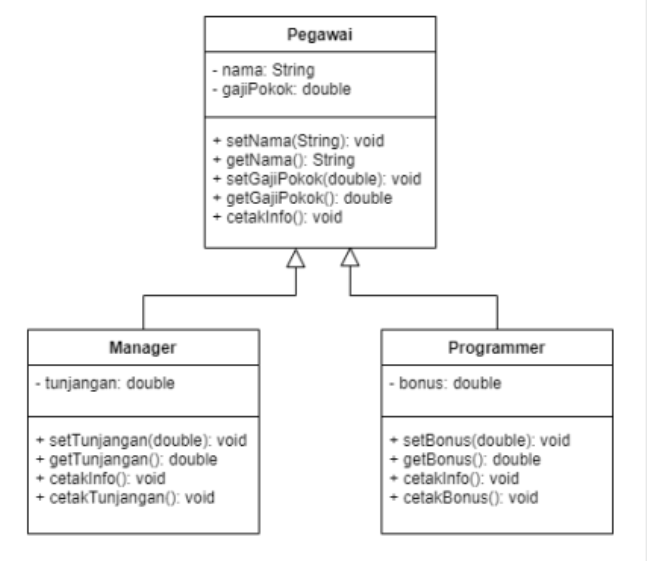 Pegawai
- nama: String
- gajiPokok: double
+ setNama(String): void
+ getNama(): String
+ setGajiPokok(double): void
+ getGajiPokok(): double
+ cetakInfo(): void
Manager
- tunjangan: double
+ setTunjangan(double): void
+ getTunjangan(): double
+ cetakInfo(): void
+ cetakTunjangan(): void
Programmer
- bonus: double
+ setBonus(double): void
+ getBonus(): double
+ cetakInfo(): void
+ cetakBonus(): void